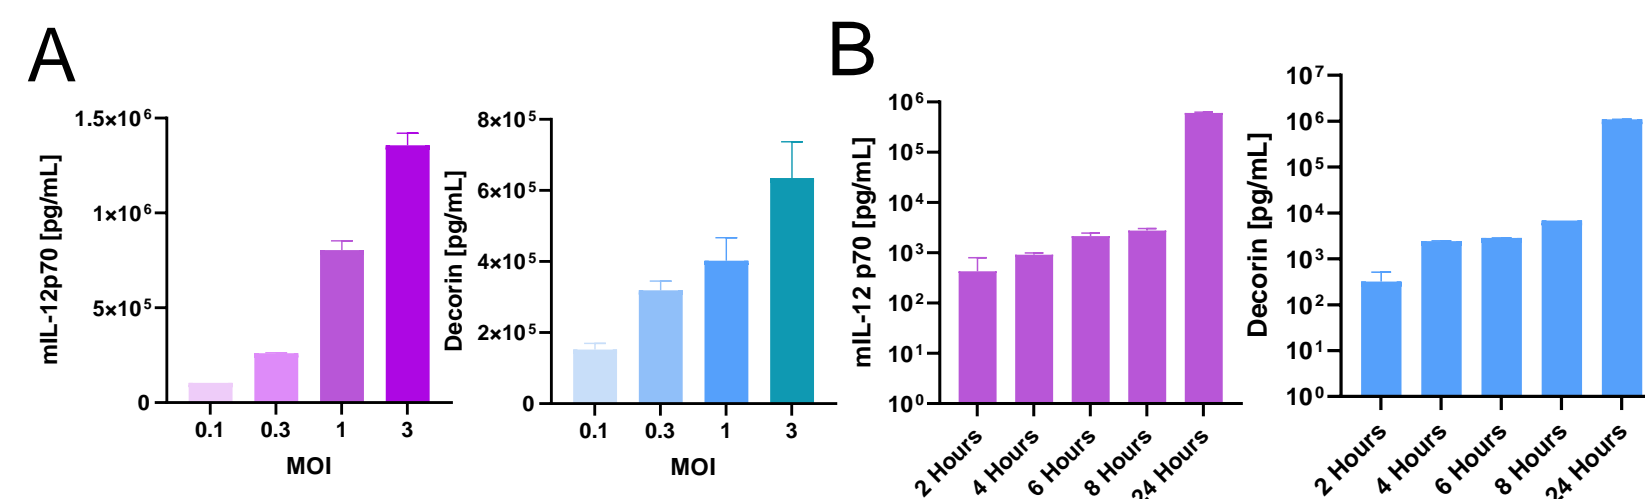 A
mIL-12p70 [pg/mL]
1.5×10⁶
1×10⁶
5×10⁵
0
0.1 0.3 1 3
MOI
Decorin [pg/mL]
8×10⁵
6×10⁵
4×10⁵
2×10⁵
0
0.1 0.3 1 3
MOI
B
mIL-12 p70 [pg/mL]
10⁶
10⁵
10⁴
10³
10²
10¹
10⁰
2 Hours
4 Hours
6 Hours
8 Hours
24 Hours
Decorin [pg/mL]
10⁷
10⁶
10⁵
10⁴
10³
10²
10¹
10⁰
2 Hours
4 Hours
6 Hours
8 Hours
24 Hours